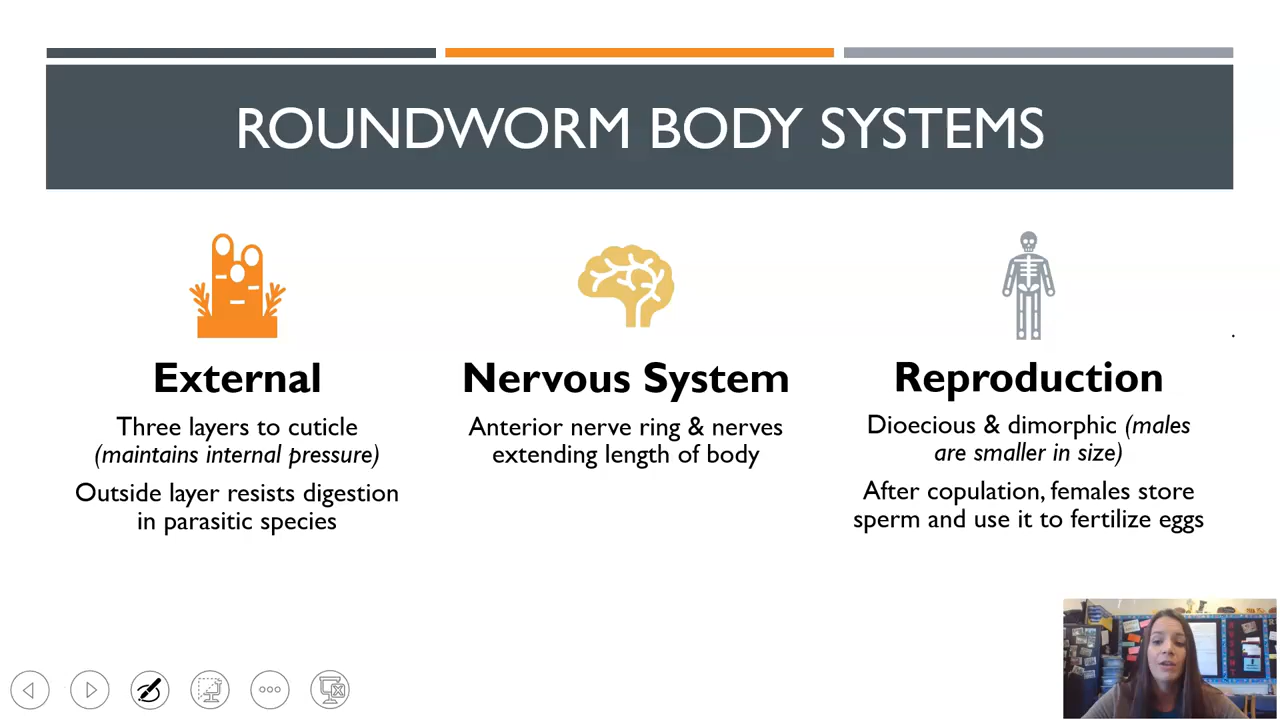 ROUNDWORM BODY SYSTEMS
External
Three layers to cuticle
(maintains internal pressure)
Outside layer resists digestion
in parasitic species
Nervous System
Anterior nerve ring & nerves
extending length of body
Reproduction
Dioecious & dimorphic (males
are smaller in size)
After copulation, females store
sperm and use it to fertilize eggs